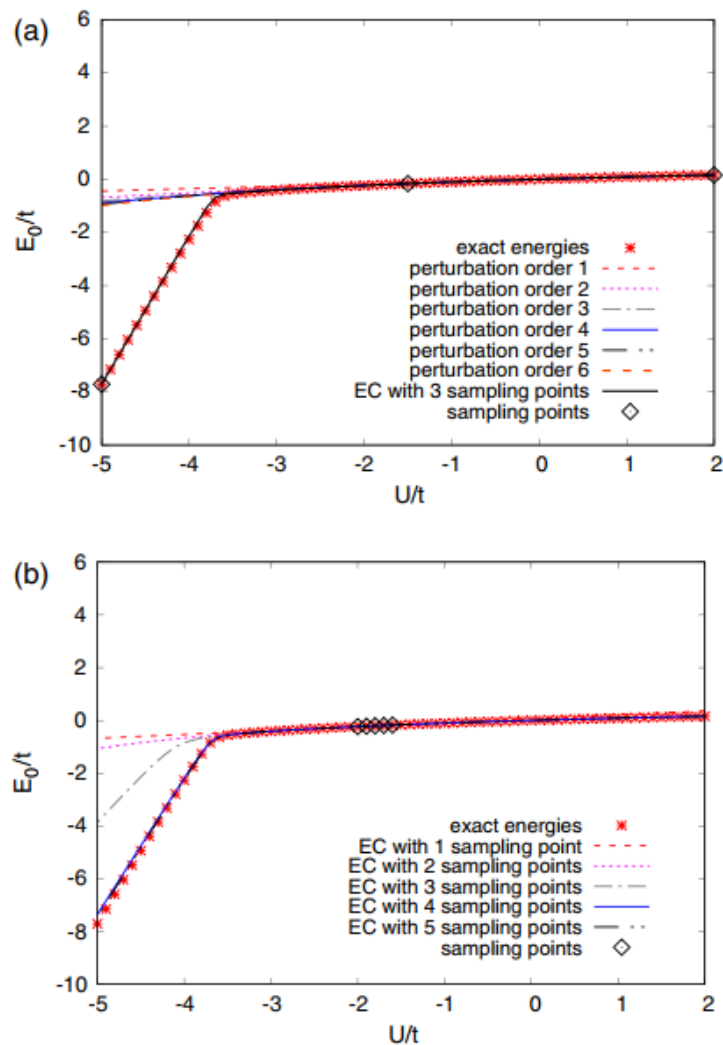 (a)
6
4
2
0
-2
-4
-6
-8
-10
E0/t
exact energies
perturbation order 1
perturbation order 2
perturbation order 3
perturbation order 4
perturbation order 5
perturbation order 6
EC with 3 sampling points
sampling points
-5 -4 -3 -2 -1 0 1 2
U/t
(b)
6
4
2
0
-2
-4
-6
-8
-10
E0/t
exact energies
EC with 1 sampling point
EC with 2 sampling points
EC with 3 sampling points
EC with 4 sampling points
EC with 5 sampling points
sampling points
-5 -4 -3 -2 -1 0 1 2
U/t